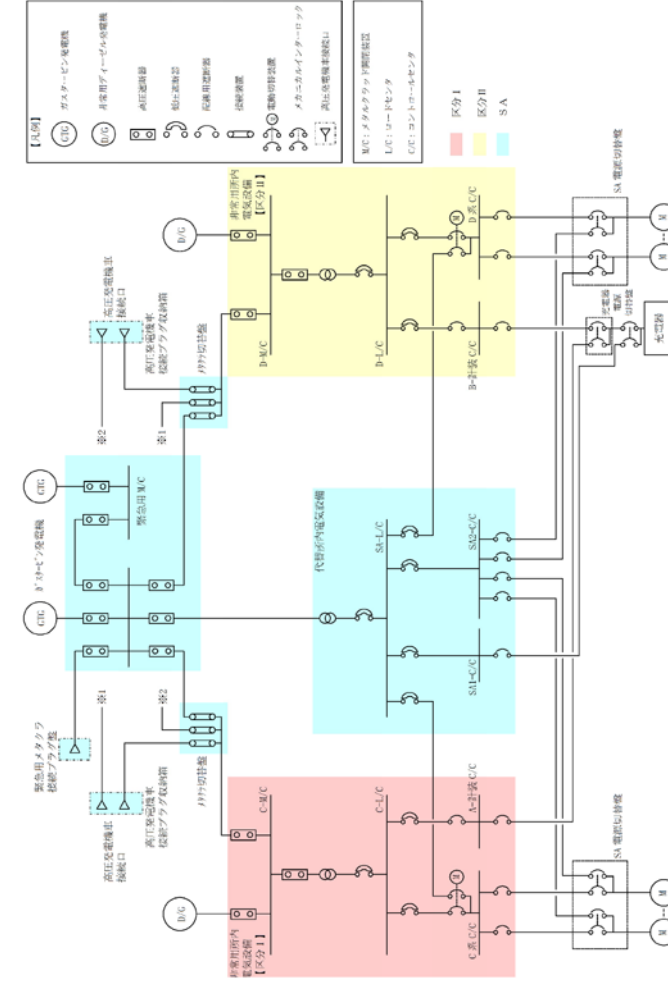 【凡例】
GTG
ガスタービン発電機
D/G
非常用ディーゼル発電機
高圧遮断器
低圧遮断器
配線用遮断器
接続装置
M
電動切替装置
メカニカルインターロック
高圧発電機車接続口
M/C：メタルクラッド開閉装置
L/C：ロードセンタ
C/C：コントロールセンタ
区分Ⅰ
区分Ⅱ
ＳＡ
緊急用メタクラ
接続プラグ盤
ガスタービン発電機
GTG
GTG
緊急用 M/C
高圧発電機車
接続口
高圧発電機車
接続プラグ収納箱
※1
※2
メタクラ切替盤
高圧発電機車
接続口
高圧発電機車
接続プラグ収納箱
※2
※1
メタクラ切替盤
D/G
非常用所内
電気設備
【区分Ⅰ】
C-M/C
C-L/C
C系 C/C
A-計装 C/C
M
代替所内電気設備
SA-L/C
SA1-C/C
SA2-C/C
D/G
非常用所内
電気設備
【区分Ⅱ】
D-M/C
D-L/C
B-計装 C/C
D系 C/C
M
SA 電源切替盤
M
M
充電器
電源
切替盤
充電器
SA 電源切替盤
M
M